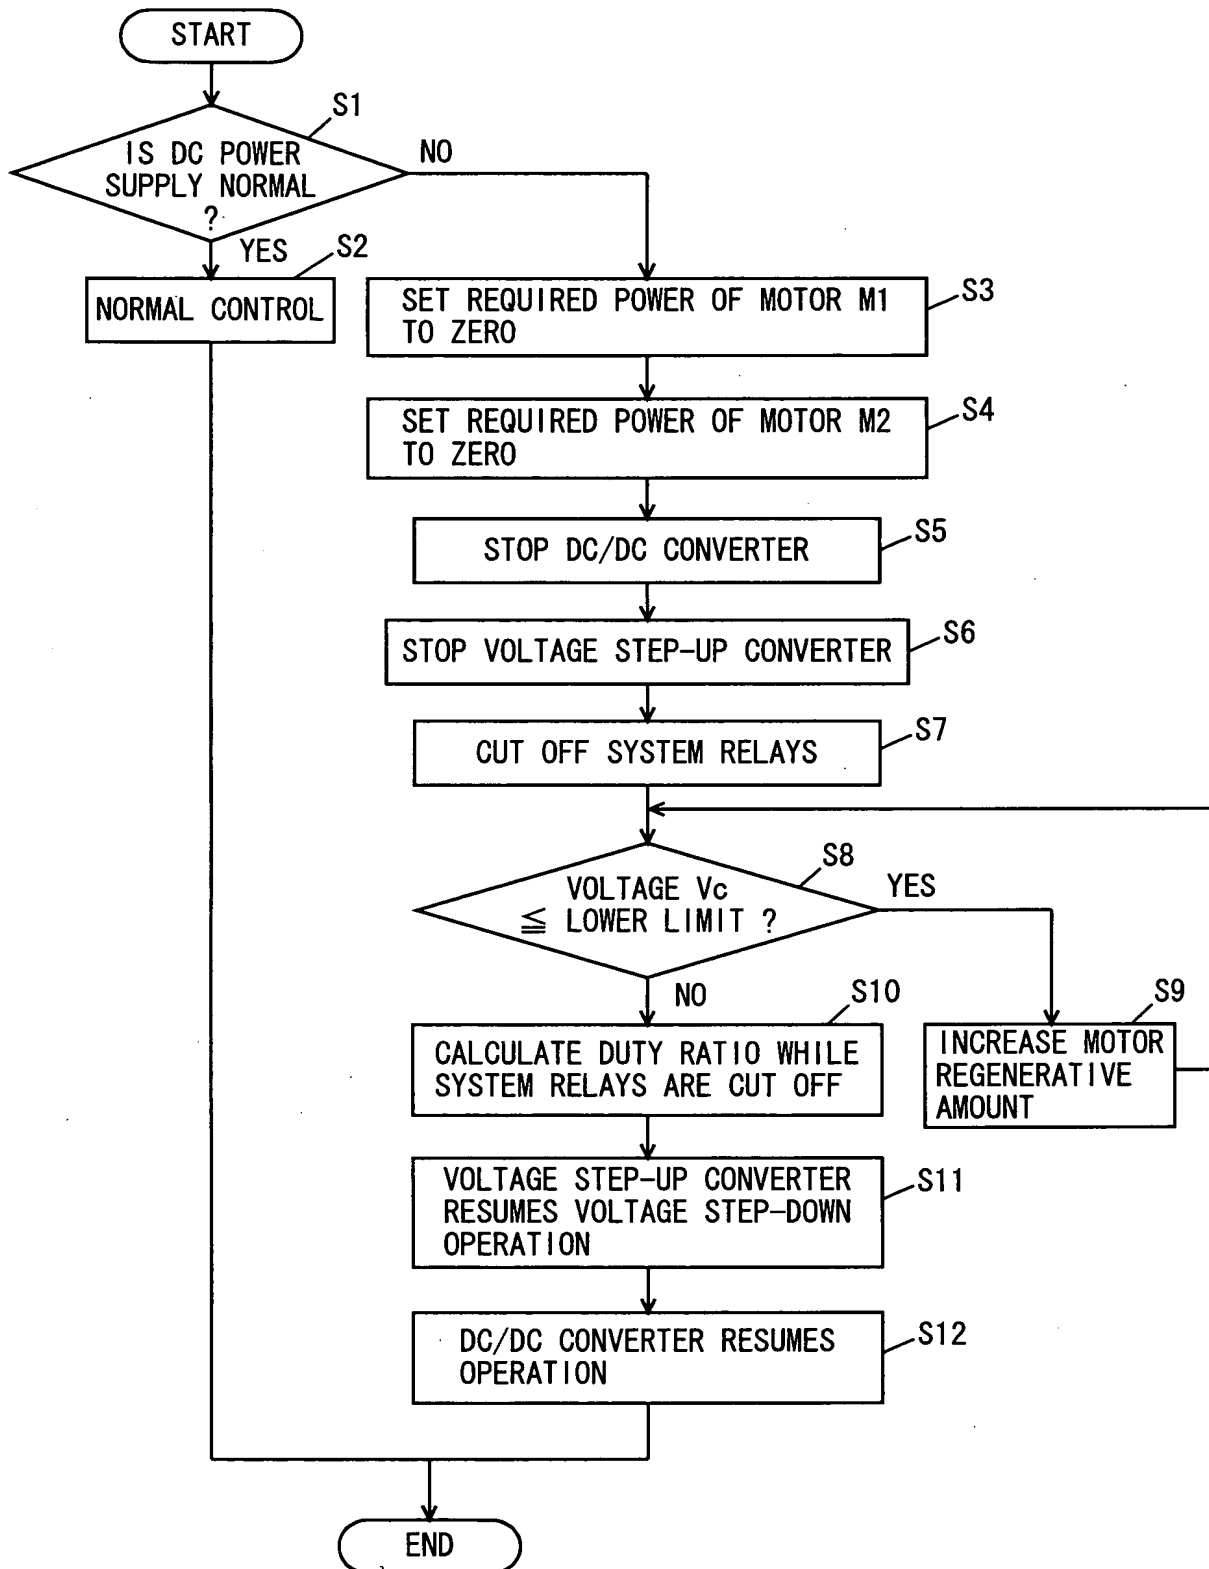 START
S1
IS DC POWER
SUPPLY NORMAL
?
NO
YES
S2
NORMAL CONTROL
S3
SET REQUIRED POWER OF MOTOR M1
TO ZERO
S4
SET REQUIRED POWER OF MOTOR M2
TO ZERO
S5
STOP DC/DC CONVERTER
S6
STOP VOLTAGE STEP-UP CONVERTER
S7
CUT OFF SYSTEM RELAYS
S8
VOLTAGE Vc
≦ LOWER LIMIT ?
YES
NO
S9
INCREASE MOTOR
REGENERATIVE
AMOUNT
S10
CALCULATE DUTY RATIO WHILE
SYSTEM RELAYS ARE CUT OFF
S11
VOLTAGE STEP-UP CONVERTER
RESUMES VOLTAGE STEP-DOWN
OPERATION
S12
DC/DC CONVERTER RESUMES
OPERATION
END